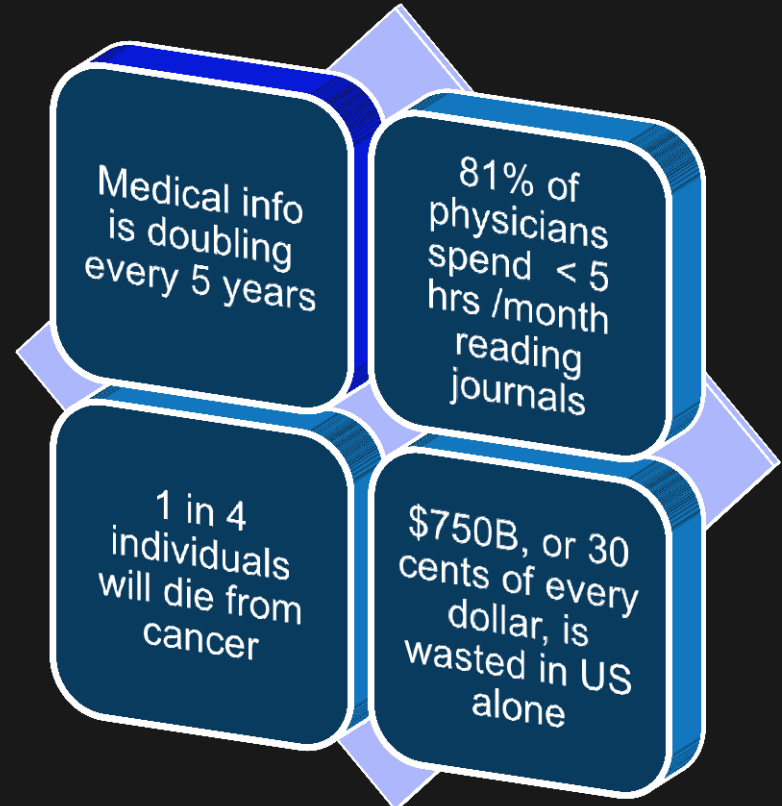 Medical info
is doubling
every 5 years
81% of
physicians
spend < 5
hrs /month
reading
journals
1 in 4
individuals
will die from
cancer
$750B, or 30
cents of every
dollar, is
wasted in US
alone